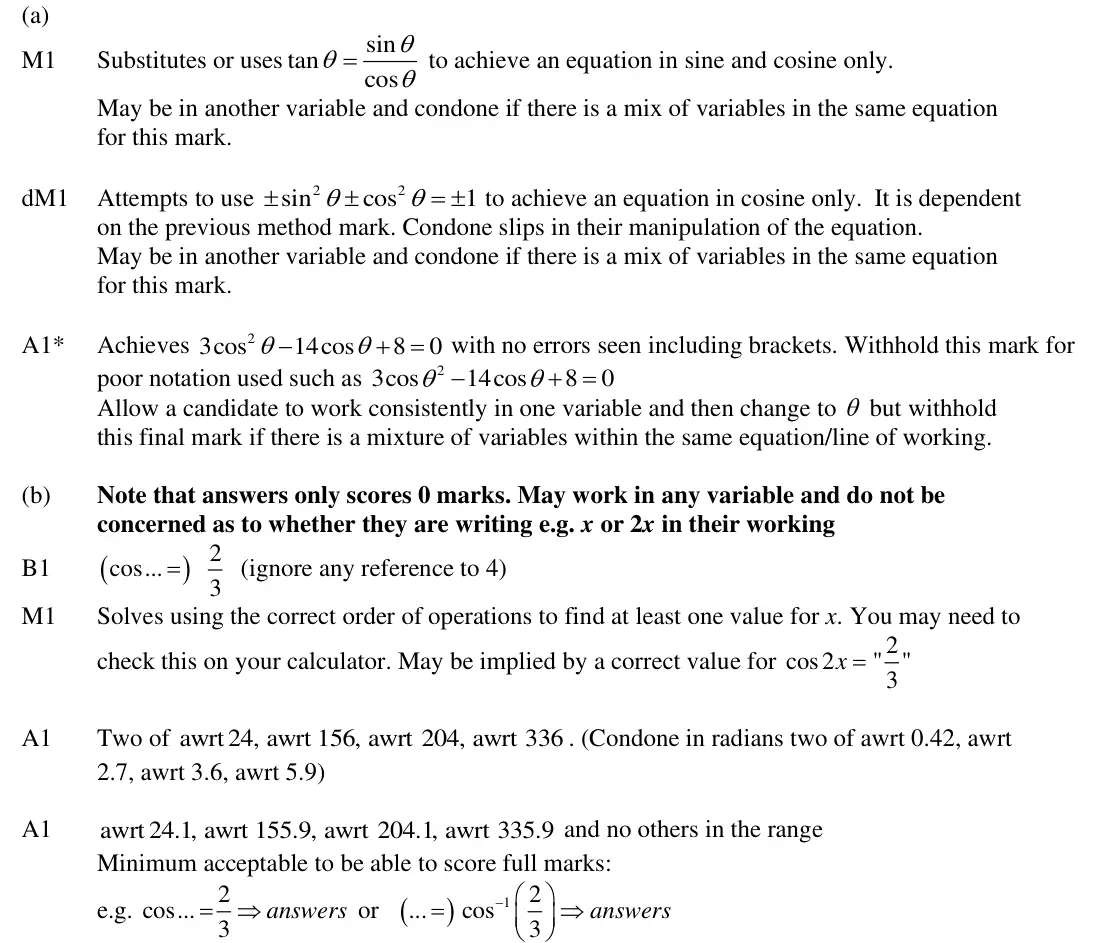 (a)
M1 Substitutes or uses tan θ = sin θ / cos θ to achieve an equation in sine and cosine only.
May be in another variable and condone if there is a mix of variables in the same equation
for this mark.
dM1 Attempts to use ±sin² θ ± cos² θ = ±1 to achieve an equation in cosine only. It is dependent
on the previous method mark. Condone slips in their manipulation of the equation.
May be in another variable and condone if there is a mix of variables in the same equation
for this mark.
A1* Achieves 3cos² θ −14cos θ + 8 = 0 with no errors seen including brackets. Withhold this mark for
poor notation used such as 3cos θ² −14cos θ + 8 = 0
Allow a candidate to work consistently in one variable and then change to θ but withhold
this final mark if there is a mixture of variables within the same equation/line of working.
(b) Note that answers only scores 0 marks. May work in any variable and do not be
concerned as to whether they are writing e.g. x or 2x in their working
B1 (cos... =) 2/3 (ignore any reference to 4)
M1 Solves using the correct order of operations to find at least one value for x. You may need to
check this on your calculator. May be implied by a correct value for cos 2x = "2/3"
A1 Two of awrt 24, awrt 156, awrt 204, awrt 336 . (Condone in radians two of awrt 0.42, awrt
2.7, awrt 3.6, awrt 5.9)
A1 awrt 24.1, awrt 155.9, awrt 204.1, awrt 335.9 and no others in the range
Minimum acceptable to be able to score full marks:
e.g. cos... = 2/3 ⇒ answers or (... =) cos⁻¹(2/3) ⇒ answers